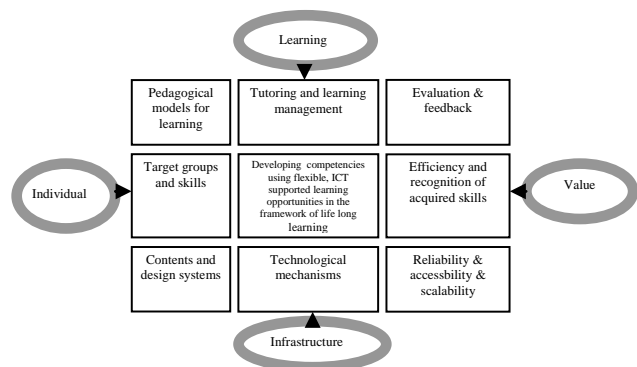 Learning
Pedagogical
models for
learning
Tutoring and learning
management
Evaluation &
feedback
Individual
Target groups
and skills
Developing competencies
using flexible, ICT
supported learning
opportunities in the
framework of life long
learning
Efficiency and
recognition of
acquired skills
Value
Contents and
design systems
Technological
mechanisms
Reliability &
accessbility &
scalability
Infrastructure